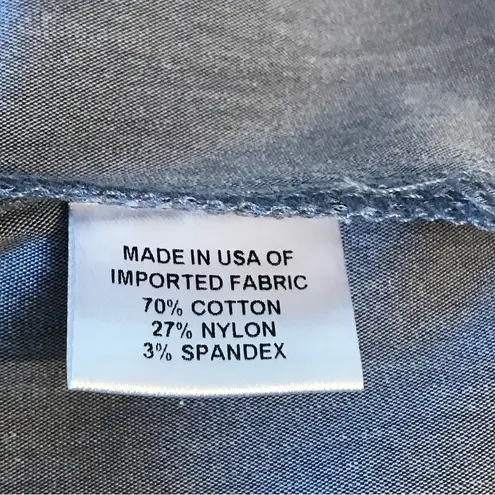 MADE IN USA OF
IMPORTED FABRIC
70% COTTON
27% NYLON
3% SPANDEX